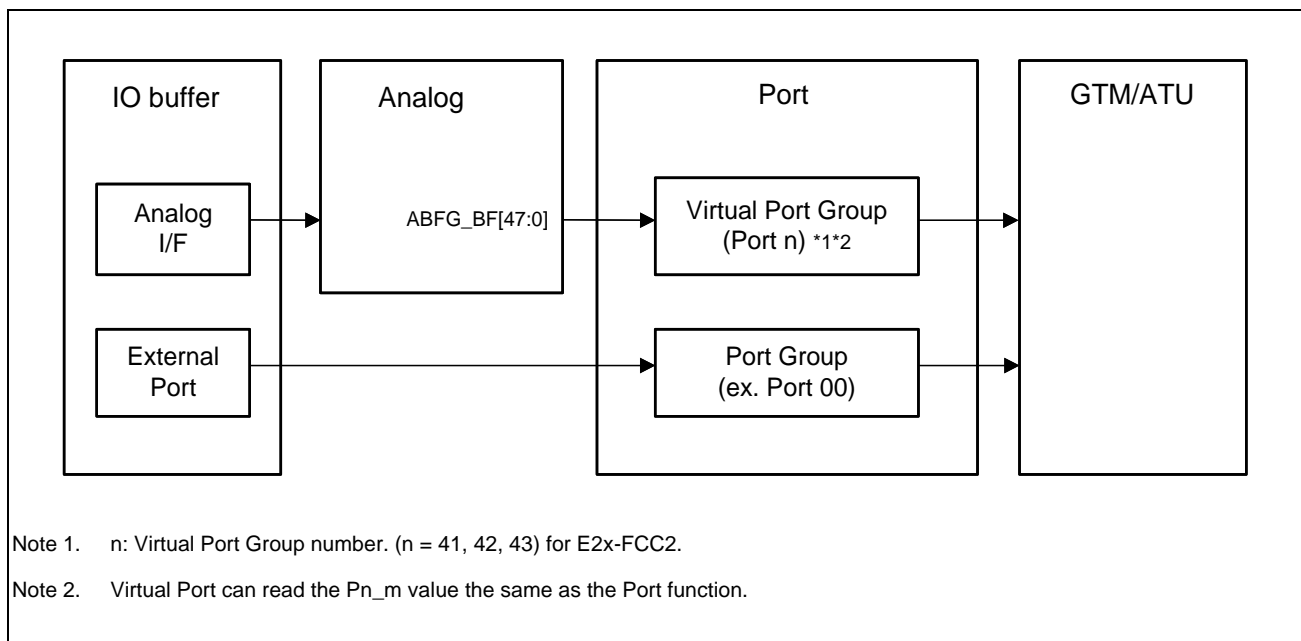 IO buffer
Analog
Port
GTM/ATU
Analog
I/F
ABFG_BF[47:0]
Virtual Port Group
(Port n) *1*2
External
Port
Port Group
(ex. Port 00)
Note 1. n: Virtual Port Group number. (n = 41, 42, 43) for E2x-FCC2.
Note 2. Virtual Port can read the Pn_m value the same as the Port function.